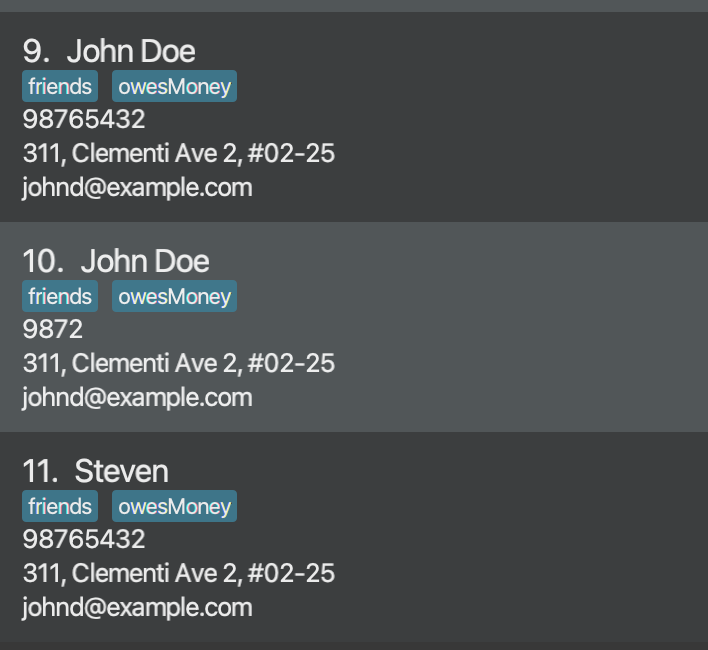 9. John Doe
friends owesMoney
98765432
311, Clementi Ave 2, #02-25
johnd@example.com
10. John Doe
friends owesMoney
9872
311, Clementi Ave 2, #02-25
johnd@example.com
11. Steven
friends owesMoney
98765432
311, Clementi Ave 2, #02-25
johnd@example.com